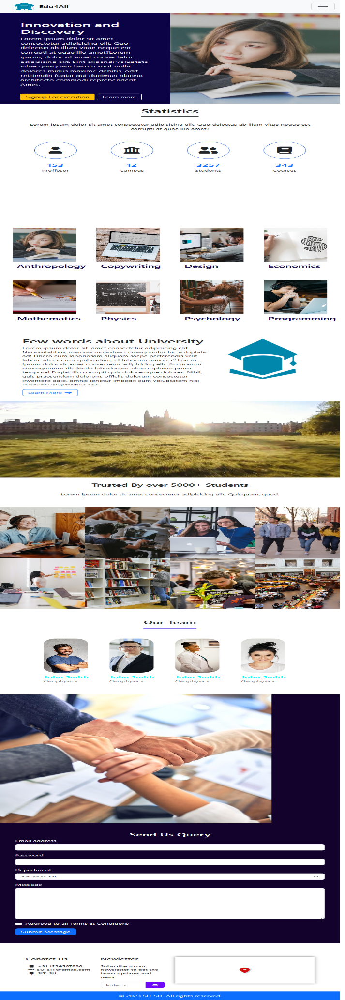 Edu4All
Innovation and
Discovery
Lorem ipsum dolor sit amet
consectetur adipisicing elit. Quo
delectus ab illum vitae neque est
corrupti at quae illo amet?Lorem
ipsum, dolor sit amet consectetur
adipisicing elit. Sint eligendi voluptate
vitae quisquam harum sunt nulla
dolores minus maxime debitis, odit
reiciendis fugiat qui ducimus placeat
architecto commodi reprehenderit.
Amet.
Signup For execution
Learn more
Statistics
Lorem ipsum dolor sit amet consectetur adipisicing elit. Quo delectus ab illum vitae neque est
corrupti at quae illo amet?
153
Proffesor
12
Campus
3257
Students
343
Courses
Anthropology
Copywriting
Design
Economics
E=mc
Mathematics
Physics
Psychology
Programming
Few words about University
Lorem ipsum dolor sit, amet consectetur adipisicing elit.
Necessitatibus, maiores molestias consequuntur hic voluptate
ad! Libero eum laboriosam aliquam saepe perferendis velit
labore ab ex error quibusdam, et laborum maiores? Lorem
ipsum dolor sit amet consectetur adipisicing elit. Accusamus
consequuntur distinctio laboriosam, vitae sapiente porro
tempora! Fugiat illo corrupti quis doloremque dolores. Nihil,
quis praesentium dolorem, officiis dolorum consectetur
inventore odio, omnis tenetur impedit eum voluptatem nisi
incidunt voluptatibus ea?
Learn More
Trusted By over 5000+ Students
Lorem ipsum dolor sit amet consectetur adipisicing elit. Quisquam, quod.
BORN TO
Our Team
John Smith
Geophysics
John Smith
Geophysics
John Smith
Geophysics
John Smith
Geophysics
Send Us Query
Email address
Password
Department
Advance ML
Message
Aggreed to all Terms & Conditions
Submit Message
Conatct Us
+91 1234567890
SU_SIT@gmail.com
SIT, SU
Newletter
Subscribe to our
newsletter to get the
latest updates and
news.
Enter y
© 2023 SU_SIT. All rights reserved.